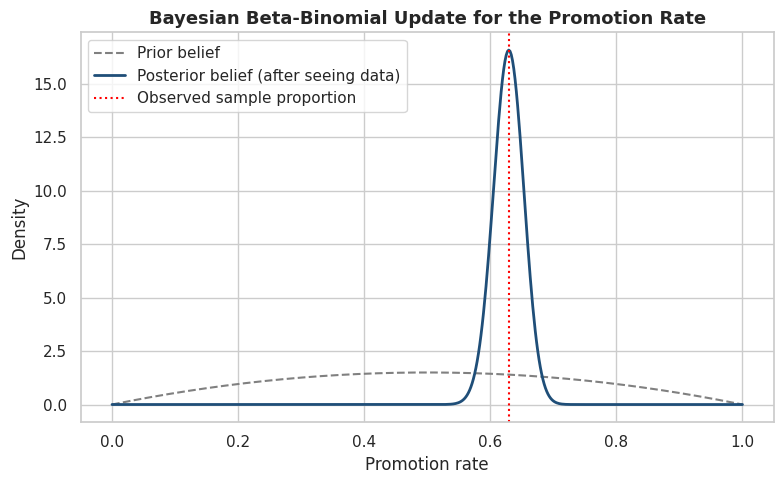 Bayesian Beta-Binomial Update for the Promotion Rate
Prior belief
Posterior belief (after seeing data)
Observed sample proportion
Density
15.0
12.5
10.0
7.5
5.0
2.5
0.0
0.0 0.2 0.4 0.6 0.8 1.0
Promotion rate